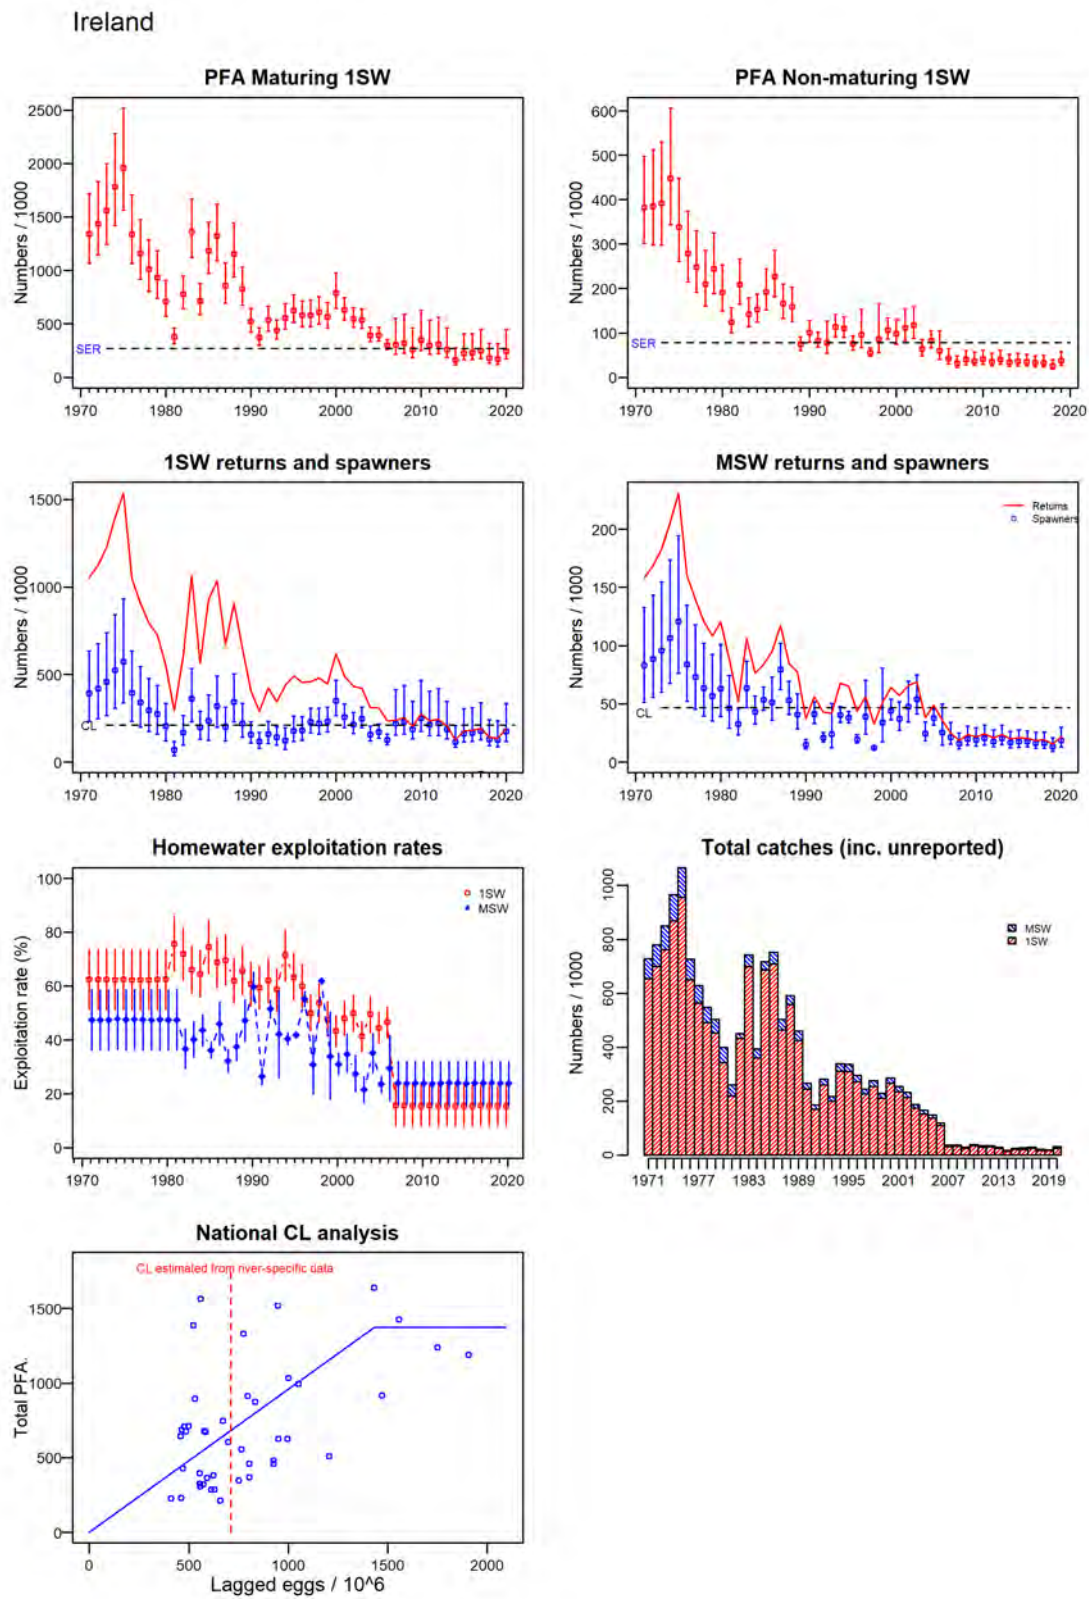 Ireland
PFA Maturing 1SW
Numbers / 1000
2500
2000
1500
1000
500
0
SER
1970 1980 1990 2000 2010 2020
PFA Non-maturing 1SW
Numbers / 1000
600
500
400
300
200
100
0
SER
1970 1980 1990 2000 2010 2020
1SW returns and spawners
Numbers / 1000
1500
1000
500
0
CL
1970 1980 1990 2000 2010 2020
MSW returns and spawners
Numbers / 1000
200
150
100
50
0
CL
Returns
Spawners
1970 1980 1990 2000 2010 2020
Homewater exploitation rates
Exploitation rate (%)
100
80
60
40
20
0
1SW
MSW
1970 1980 1990 2000 2010 2020
Total catches (inc. unreported)
Numbers / 1000
1000
800
600
400
200
0
MSW
1SW
1971 1977 1983 1989 1995 2001 2007 2013 2019
National CL analysis
CL estimated from river-specific data
Total PFA.
1500
1000
500
0
0 500 1000 1500 2000
Lagged eggs / 10^6